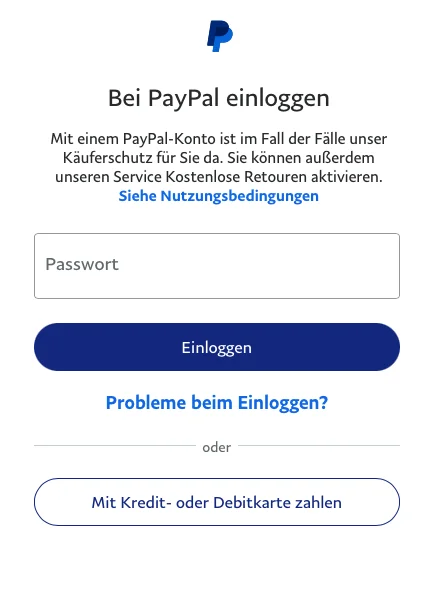 Bei PayPal einloggen
Mit einem PayPal-Konto ist im Fall der Fälle unser
Käuferschutz für Sie da. Sie können außerdem
unseren Service Kostenlose Retouren aktivieren.
Siehe Nutzungsbedingungen
Passwort
Einloggen
Probleme beim Einloggen?
oder
Mit Kredit- oder Debitkarte zahlen